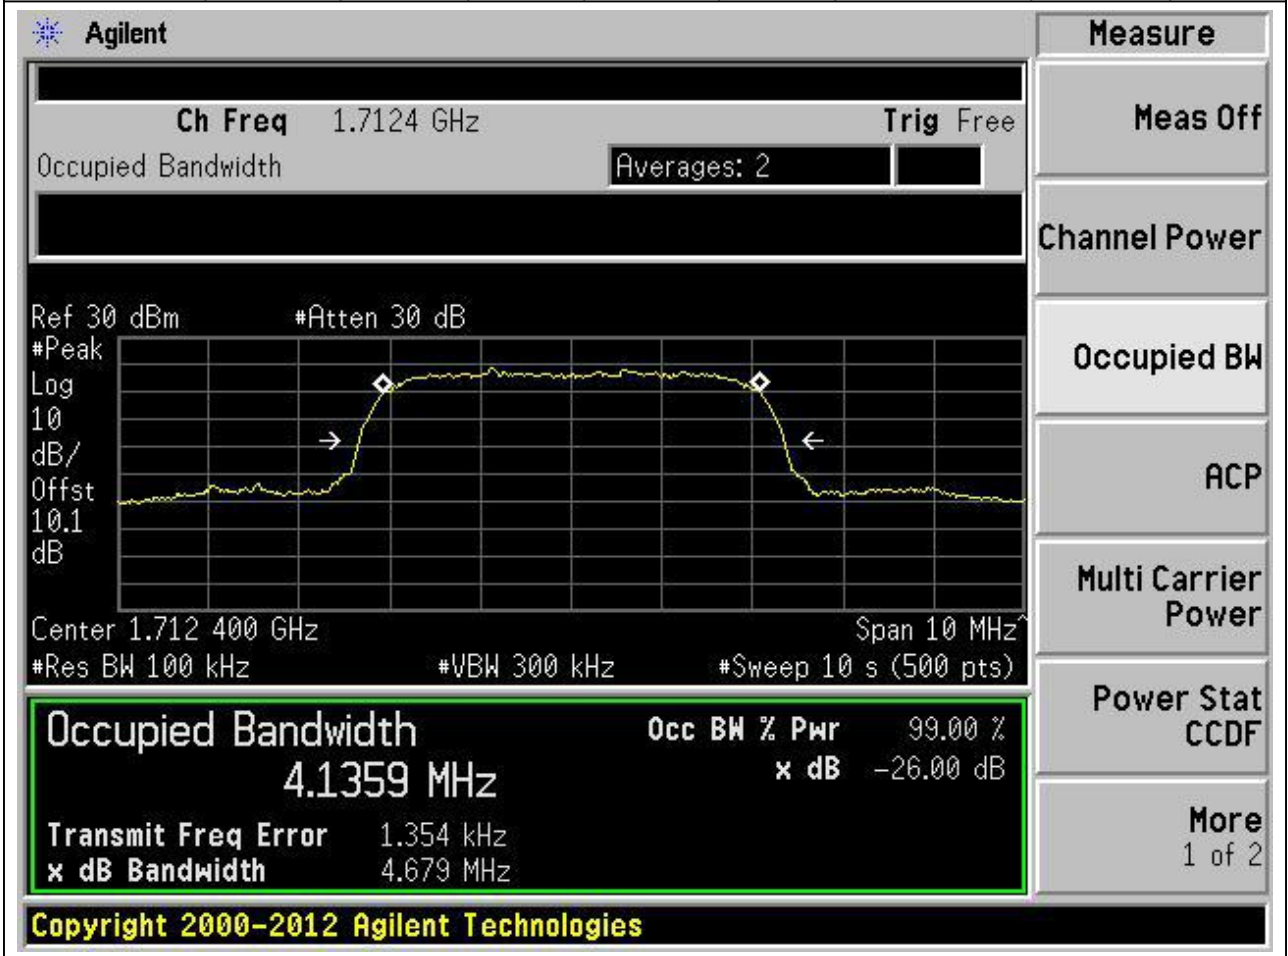 Agilent
Measure
Ch Freq 1.7124 GHz Trig Free
Occupied Bandwidth Averages: 2
Meas Off
Channel Power
Occupied BW
ACP
Multi Carrier
Power
Power Stat
CCDF
More
1 of 2
Ref 30 dBm #Atten 30 dB
#Peak
Log
10
dB/
Offst
10.1
dB
Center 1.712 400 GHz Span 10 MHz^
#Res BW 100 kHz #VBW 300 kHz #Sweep 10 s (500 pts)
Occupied Bandwidth Occ BW % Pwr 99.00 %
4.1359 MHz x dB -26.00 dB
Transmit Freq Error 1.354 kHz
x dB Bandwidth 4.679 MHz
Copyright 2000-2012 Agilent Technologies